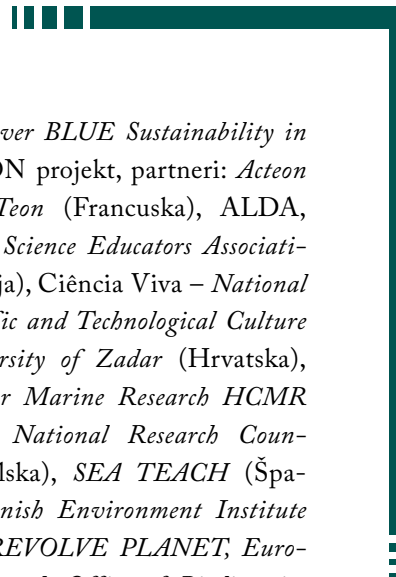 ver BLUE Sustainability in
ON projekt, partneri: Acteon
Teon (Francuska), ALDA,
Science Educators Associati-
ja), Ciência Viva – National
fic and Technological Culture
rsity of Zadar (Hrvatska),
r Marine Research HCMR
National Research Coun-
lska), SEA TEACH (Špa-
nish Environment Institute
REVOLVE PLANET, Euro-